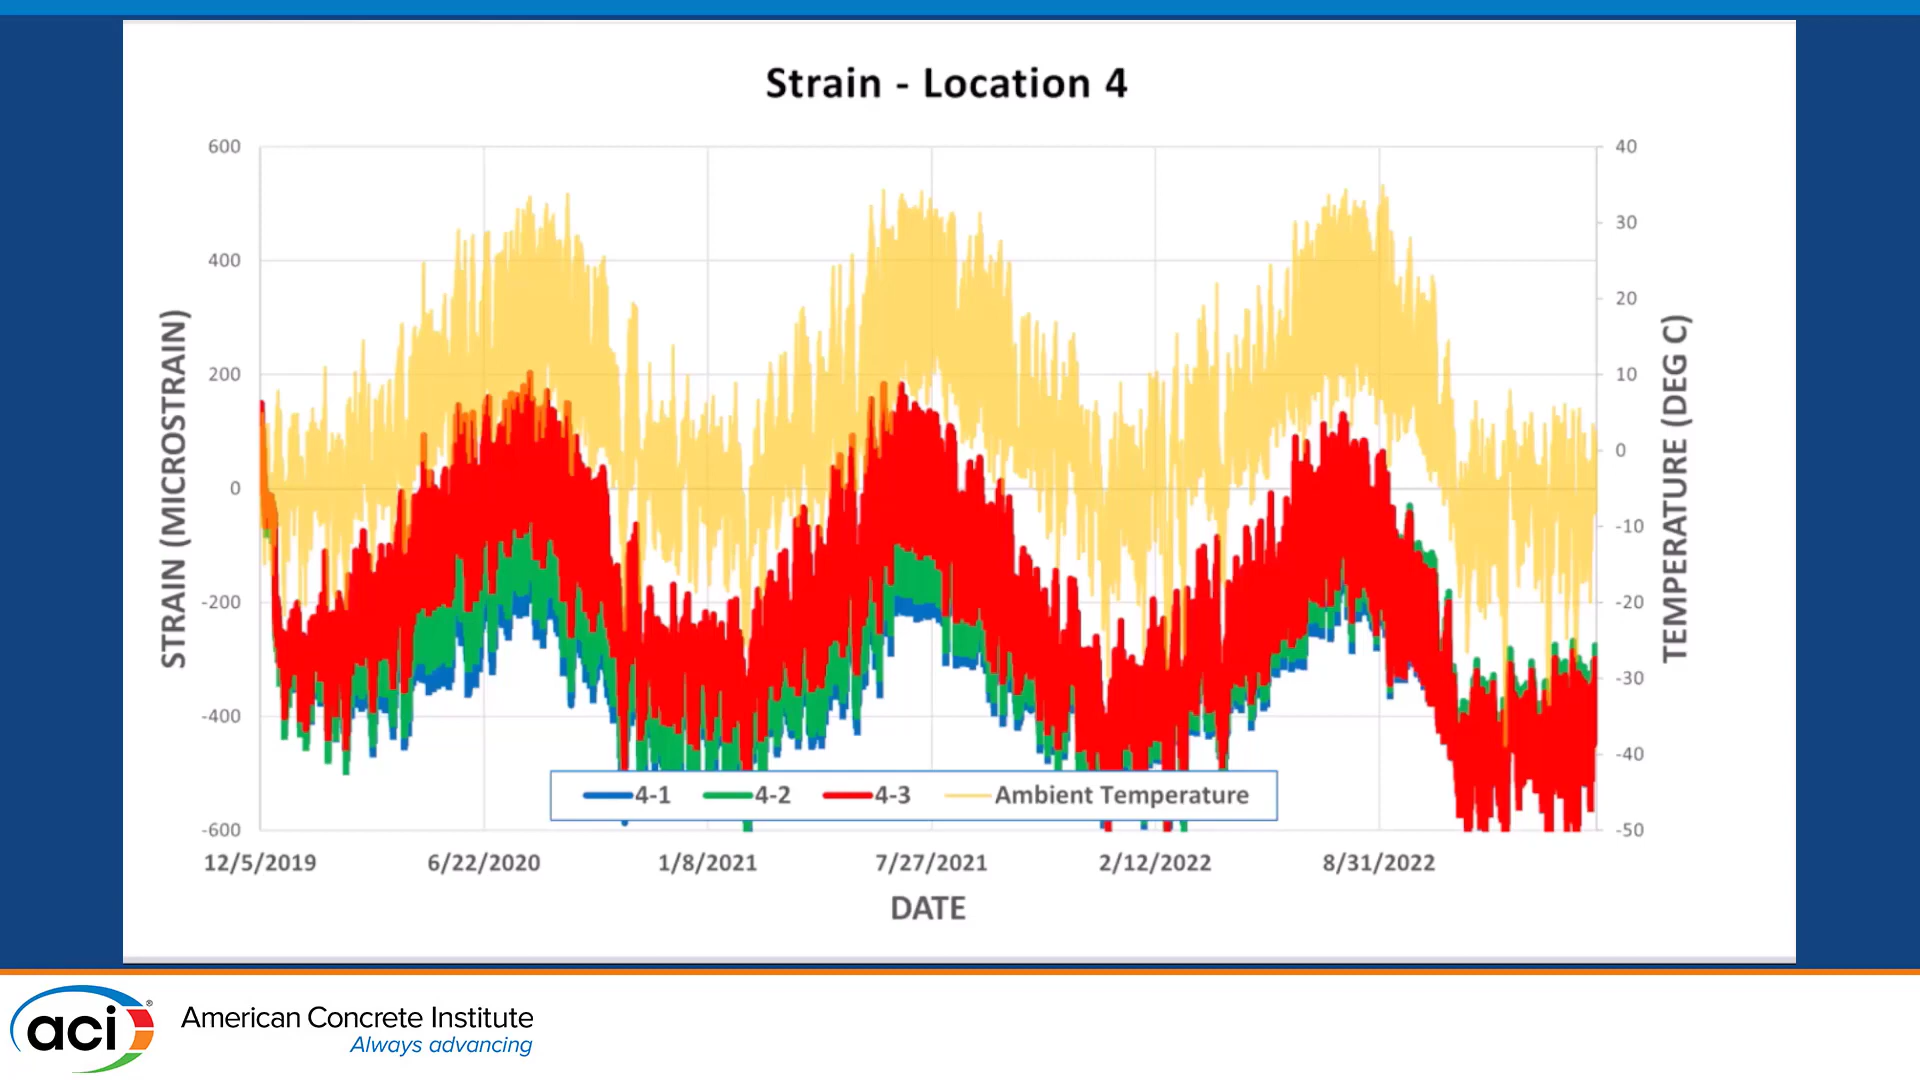 Strain - Location 4
600
400
200
0
-200
-400
-600
STRAIN (MICROSTRAIN)
40
30
20
10
0
-10
-20
-30
-40
-50
TEMPERATURE (DEG C)
4-1 4-2 4-3 Ambient Temperature
12/5/2019 6/22/2020 1/8/2021 7/27/2021 2/12/2022 8/31/2022
DATE
aci®
American Concrete Institute
Always advancing